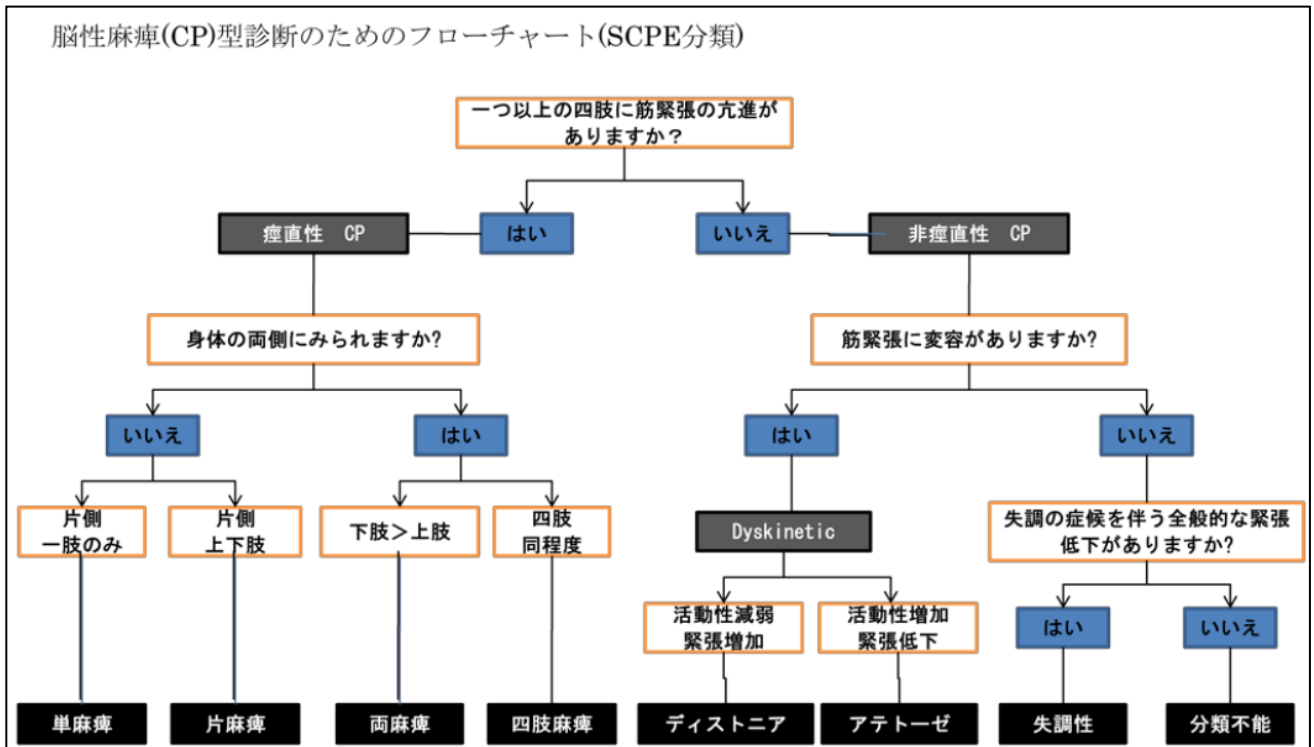 脳性麻痺(CP)型診断のためのフローチャート(SCPE分類)
一つ以上の四肢に筋緊張の亢進が
ありますか？
痙直性　CP
はい
いいえ
非痙直性　CP
身体の両側にみられますか?
筋緊張に変容がありますか?
いいえ
はい
はい
いいえ
片側
一肢のみ
片側
上下肢
下肢＞上肢
四肢
同程度
Dyskinetic
失調の症候を伴う全般的な緊張
低下がありますか?
活動性減弱
緊張増加
活動性増加
緊張低下
はい
いいえ
単麻痺
片麻痺
両麻痺
四肢麻痺
ディストニア
アテトーゼ
失調性
分類不能